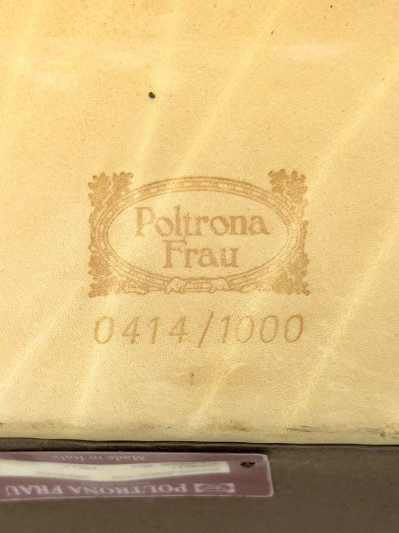 Poltrona
Frau
0414/1000
POLTRONA FRAU
Made in Italy